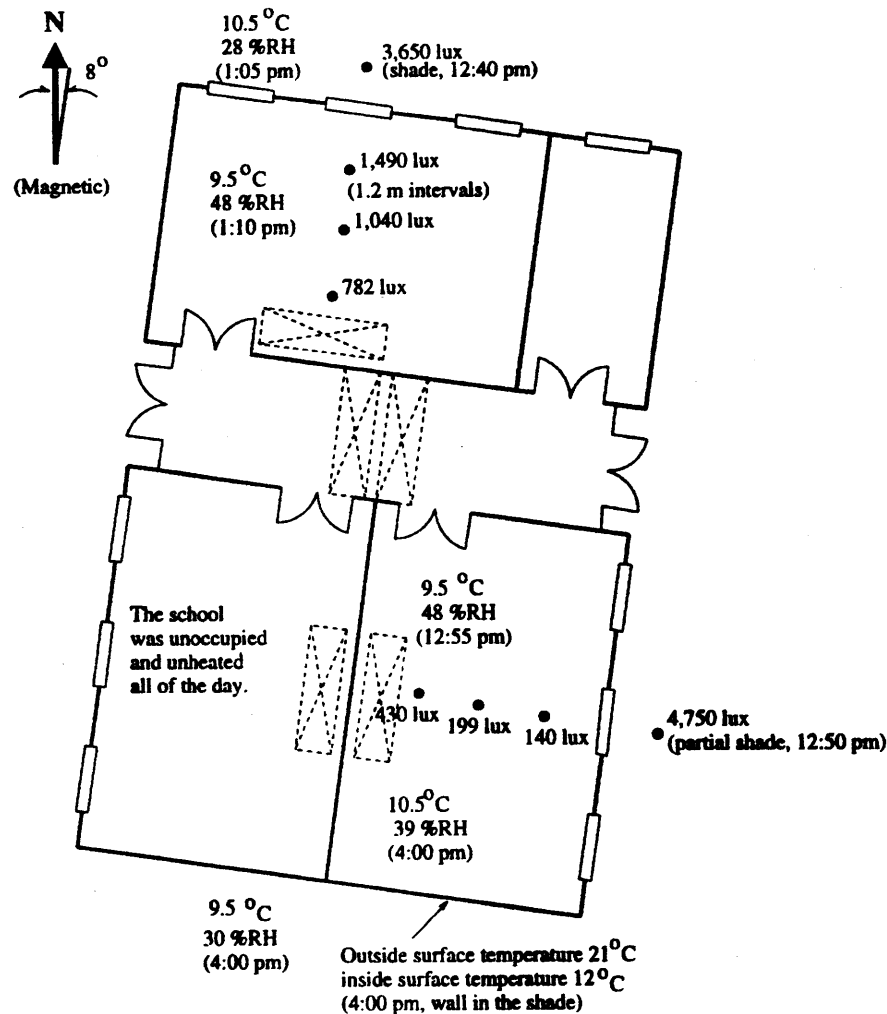 N
8°
(Magnetic)
10.5 °C
28 %RH
(1:05 pm)
3,650 lux
(shade, 12:40 pm)
9.5°C
48 %RH
(1:10 pm)
1,490 lux
(1.2 m intervals)
1,040 lux
782 lux
The school
was unoccupied
and unheated
all of the day.
9.5 °C
48 %RH
(12:55 pm)
430 lux
199 lux
140 lux
4,750 lux
(partial shade, 12:50 pm)
10.5°C
39 %RH
(4:00 pm)
9.5 °C
30 %RH
(4:00 pm)
Outside surface temperature 21°C
inside surface temperature 12°C
(4:00 pm, wall in the shade)